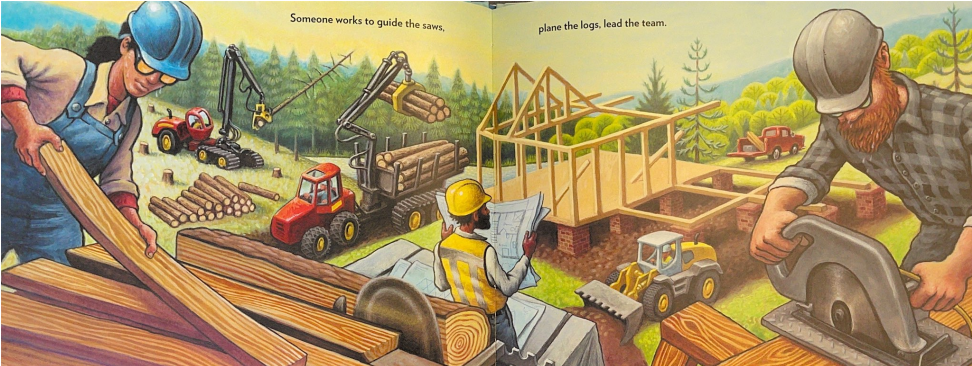 Someone works to guide the saws,
plane the logs, lead the team.